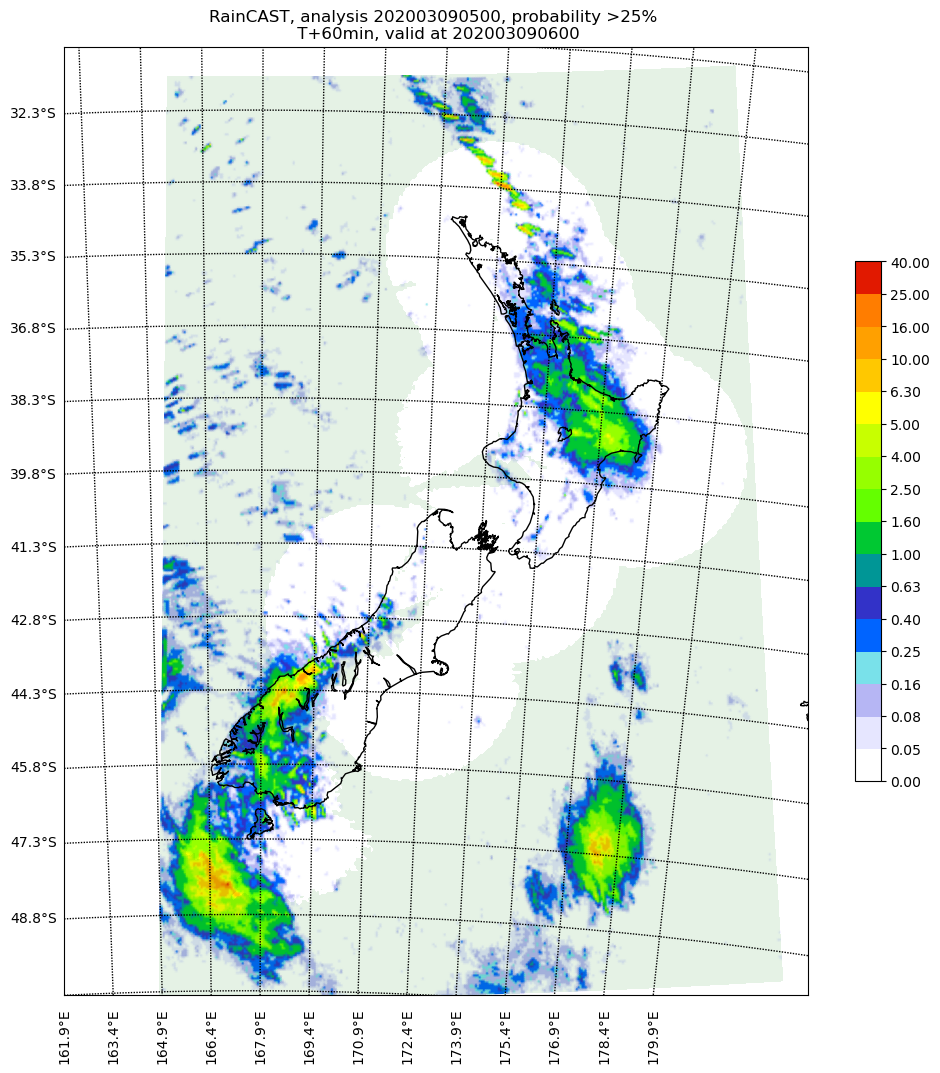 RainCAST, analysis 202003090500, probability >25%
T+60min, valid at 202003090600
32.3°S
33.8°S
35.3°S
36.8°S
38.3°S
39.8°S
41.3°S
42.8°S
44.3°S
45.8°S
47.3°S
48.8°S
161.9°E
163.4°E
164.9°E
166.4°E
167.9°E
169.4°E
170.9°E
172.4°E
173.9°E
175.4°E
176.9°E
178.4°E
179.9°E
40.00
25.00
16.00
10.00
6.30
5.00
4.00
2.50
1.60
1.00
0.63
0.40
0.25
0.16
0.08
0.05
0.00